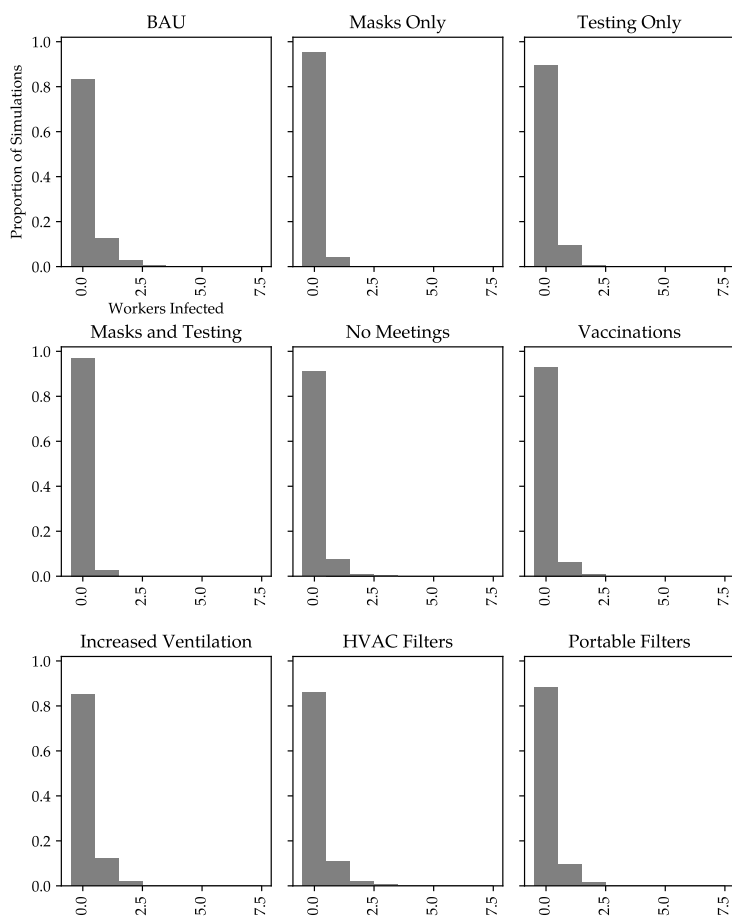 BAU Masks Only Testing Only
Proportion of Simulations
1.0
0.8
0.6
0.4
0.2
0.0
0.0 2.5 5.0 7.5 0.0 2.5 5.0 7.5 0.0 2.5 5.0 7.5
Workers Infected
Masks and Testing No Meetings Vaccinations
1.0
0.8
0.6
0.4
0.2
0.0
0.0 2.5 5.0 7.5 0.0 2.5 5.0 7.5 0.0 2.5 5.0 7.5
Increased Ventilation HVAC Filters Portable Filters
1.0
0.8
0.6
0.4
0.2
0.0
0.0 2.5 5.0 7.5 0.0 2.5 5.0 7.5 0.0 2.5 5.0 7.5